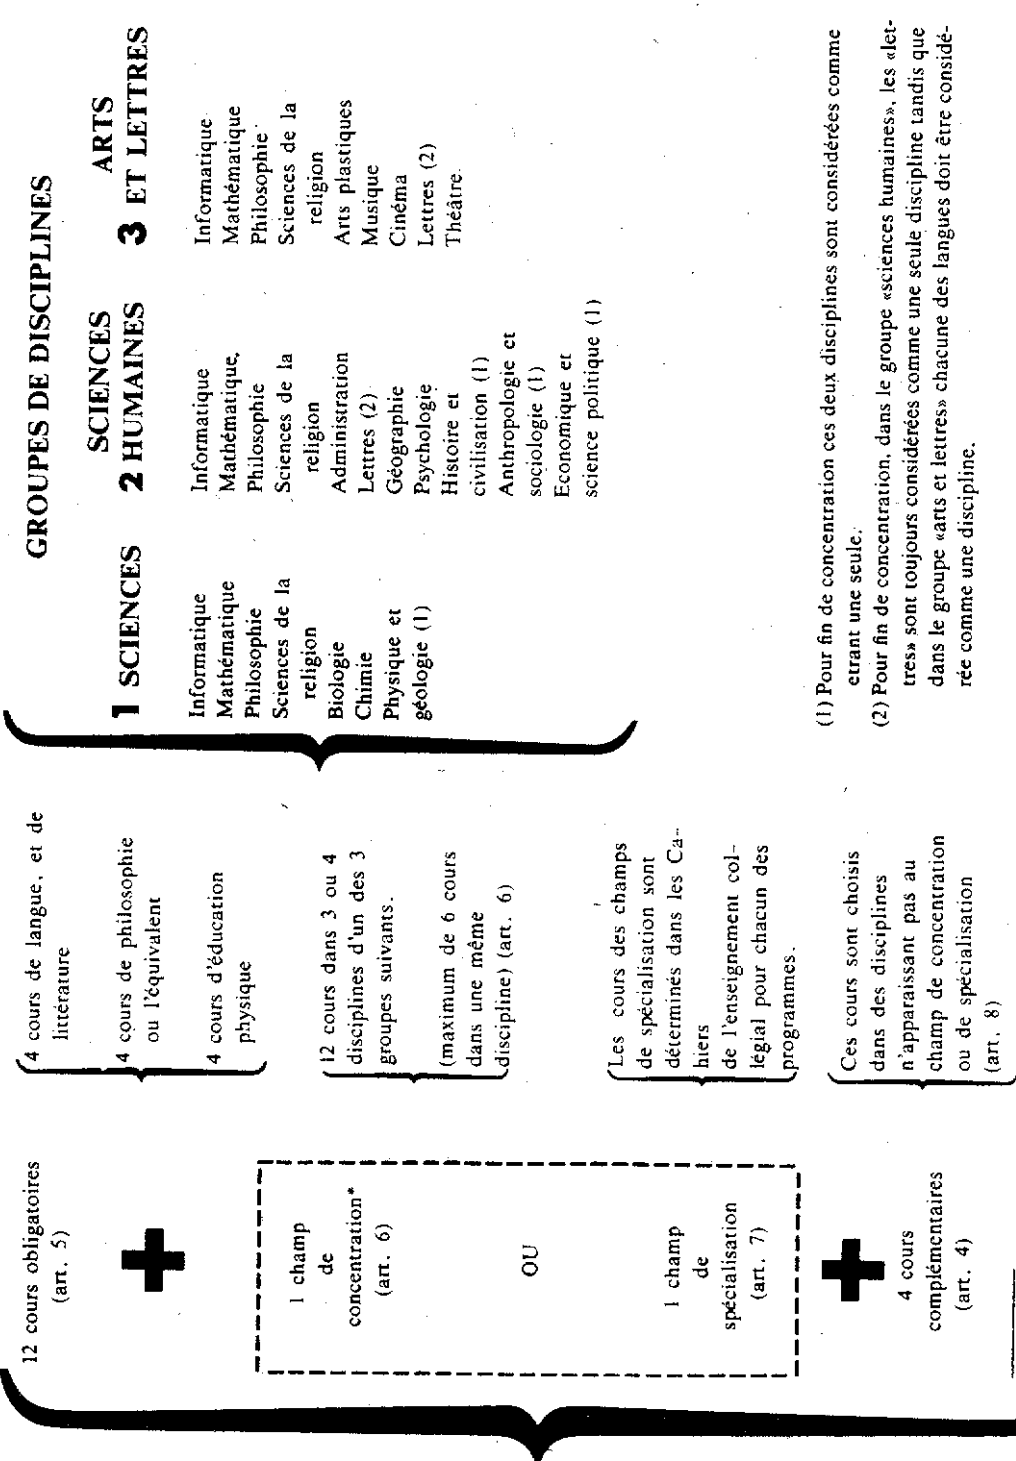 12 cours obligatoires
(art. 5)
1 champ
de
concentration*
(art. 6)
OU
1 champ
de
spécialisation
(art. 7)
4 cours
complémentaires
(art. 4)
4 cours de langue, et de
littérature
4 cours de philosophie
ou l'équivalent
4 cours d'éducation
physique
12 cours dans 3 ou 4
disciplines d'un des 3
groupes suivants.
(maximum de 6 cours
dans une même
discipline) (art. 6)
Les cours des champs
de spécialisation sont
déterminés dans les Ca-
hiers
de l'enseignement col-
légial pour chacun des
programmes.
Ces cours sont choisis
dans des disciplines
n'apparaissant pas au
champ de concentration
ou de spécialisation
(art. 8)
GROUPES DE DISCIPLINES
1 SCIENCES
Informatique
Mathématique
Philosophie
Sciences de la
religion
Biologie
Chimie
Physique et
géologie (1)
SCIENCES
2 HUMAINES
Informatique
Mathématique,
Philosophie
Sciences de la
religion
Administration
Lettres (2)
Géographie
Psychologie
Histoire et
civilisation (1)
Anthropologie et
sociologie (1)
Economique et
science politique (1)
ARTS
3 ET LETTRES
Informatique
Mathématique
Philosophie
Sciences de la
religion
Arts plastiques
Musique
Cinéma
Lettres (2)
Théâtre.
(1) Pour fin de concentration ces deux disciplines sont considérées comme
etrant une seule.
(2) Pour fin de concentration, dans le groupe «sciences humaines», les «let-
tres» sont toujours considérées comme une seule discipline tandis que
dans le groupe «arts et lettres» chacune des langues doit être considé-
rée comme une discipline.